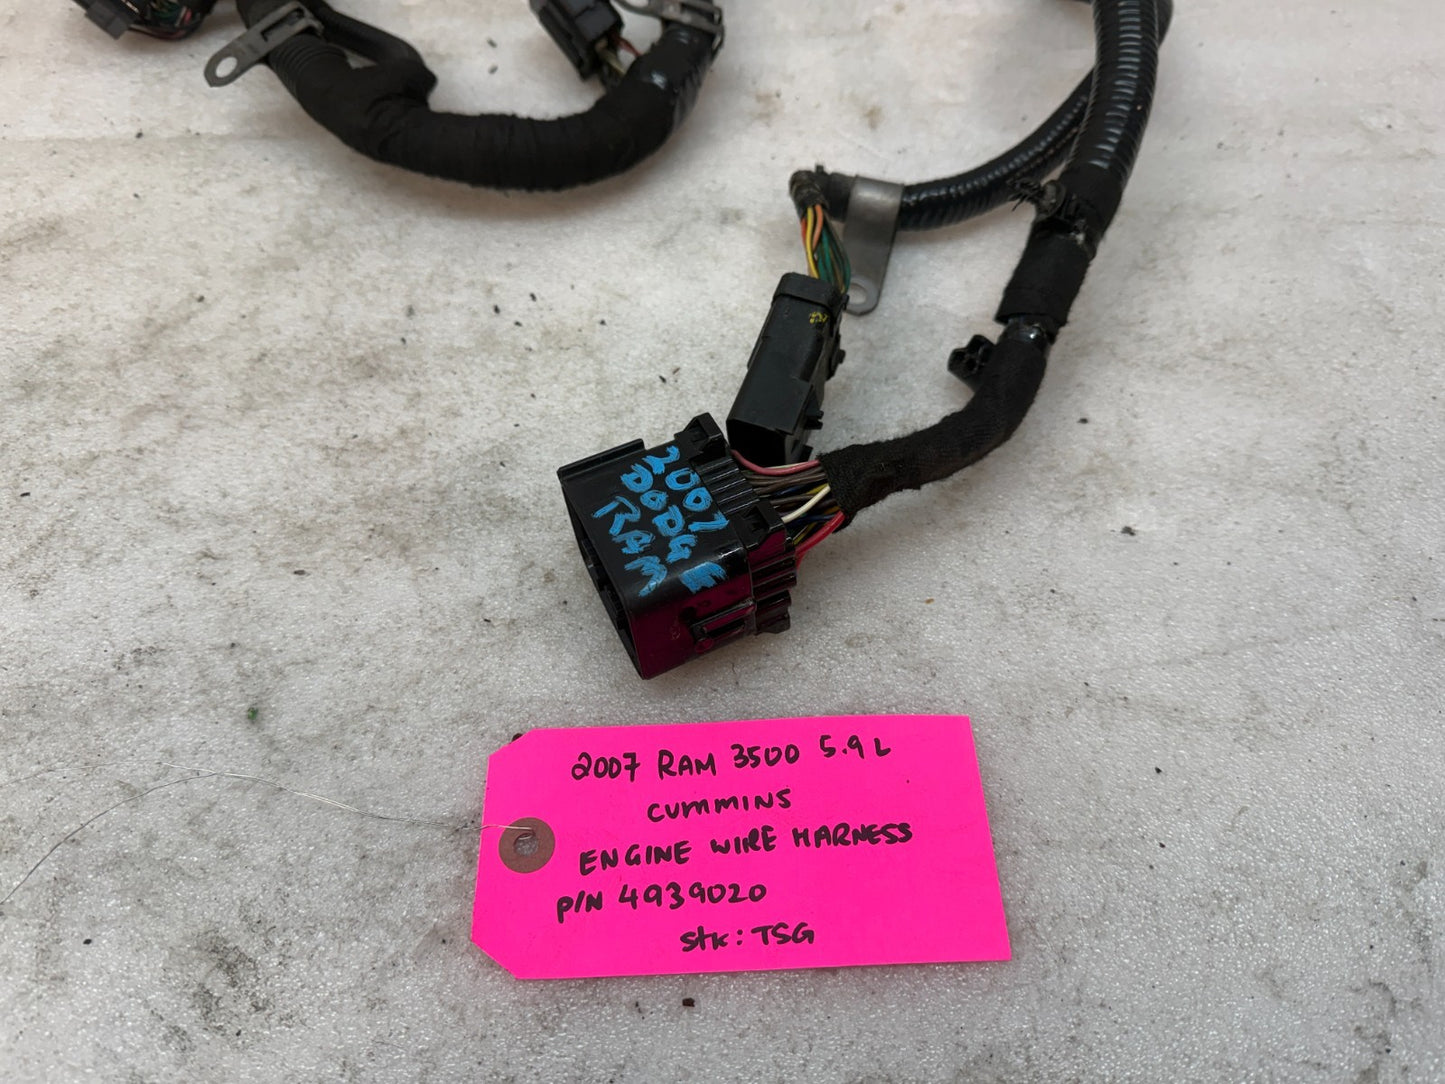 2007
DODGE
RAM
2007 RAM 3500 5.9L
CUMMINS
ENGINE WIRE HARNESS
P/N 4939020
stk: TSG